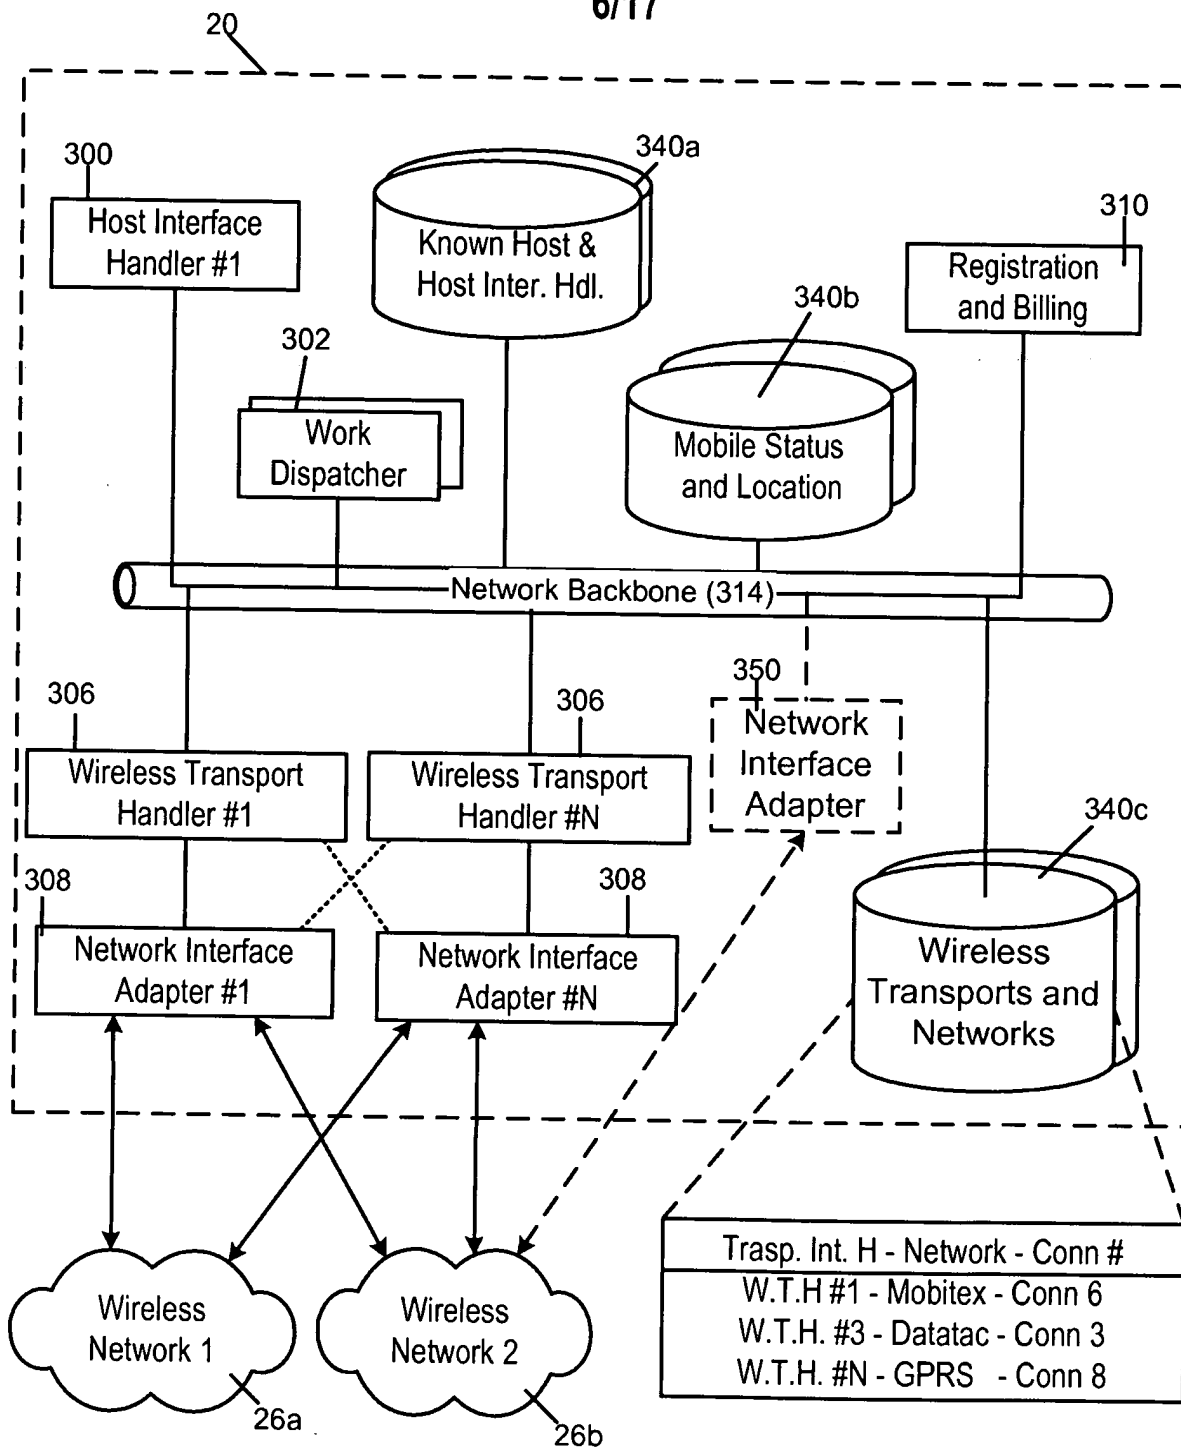 6/17
20
300
340a
310
Host Interface
Handler #1
Known Host &
Host Inter. Hdl.
Registration
and Billing
340b
302
Work
Dispatcher
Mobile Status
and Location
Network Backbone (314)
306
306
350
Network
Interface
Adapter
Wireless Transport
Handler #1
Wireless Transport
Handler #N
340c
308
308
Network Interface
Adapter #1
Network Interface
Adapter #N
Wireless
Transports and
Networks
Trasp. Int. H - Network - Conn #
W.T.H #1 - Mobitex - Conn 6
W.T.H. #3 - Datatac - Conn 3
W.T.H. #N - GPRS - Conn 8
Wireless
Network 1
Wireless
Network 2
26a
26b